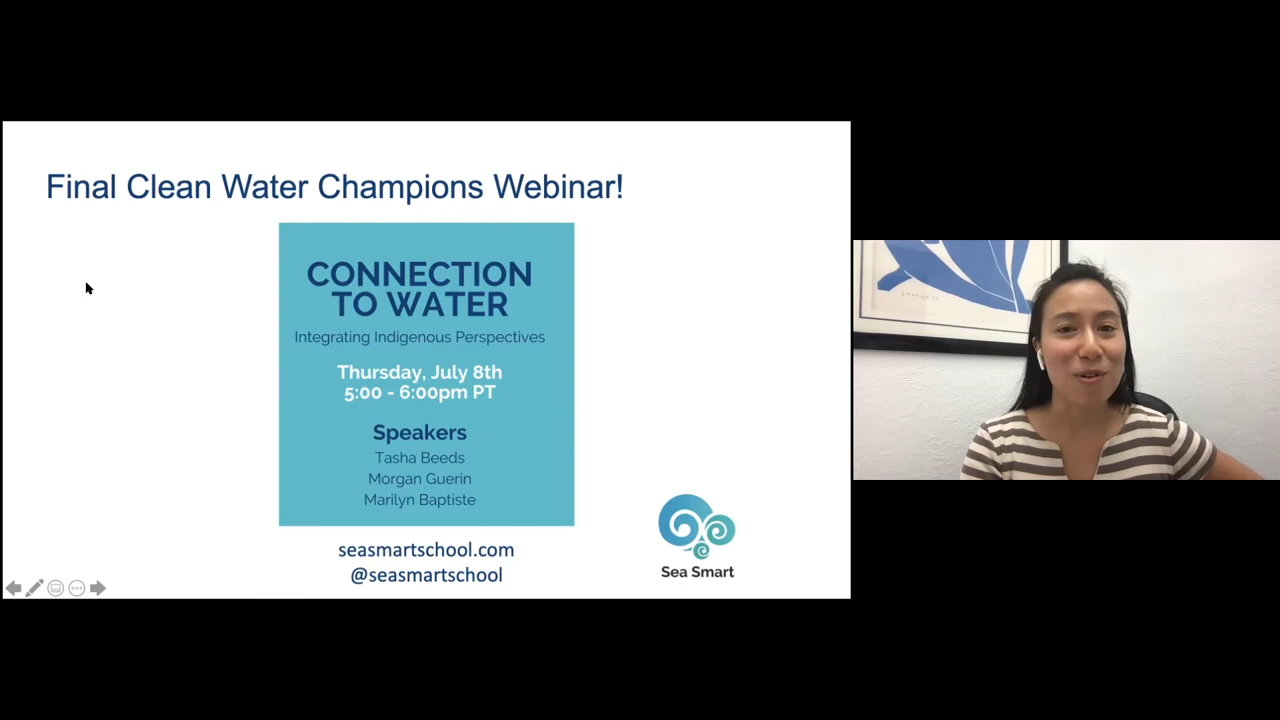 Final Clean Water Champions Webinar!
CONNECTION
TO WATER
Integrating Indigenous Perspectives
Thursday, July 8th
5:00 - 6:00pm PT
Speakers
Tasha Beeds
Morgan Guerin
Marilyn Baptiste
seasmartschool.com
@seasmartschool
Sea Smart